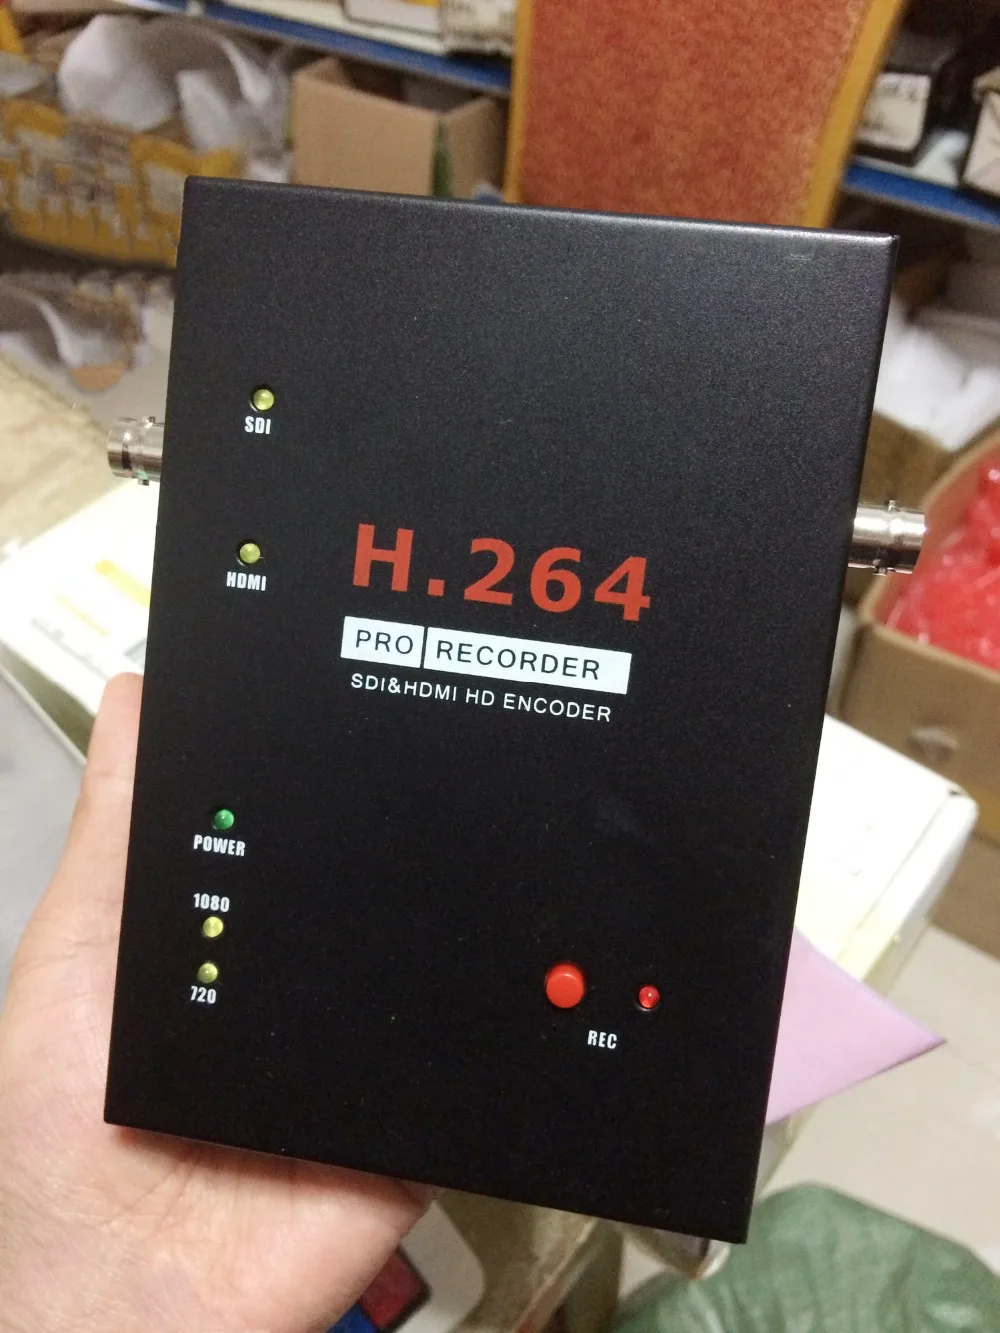 SDI
HDMI
H.264
PRO RECORDER
SDI&HDMI HD ENCODER
POWER
1080
720
REC